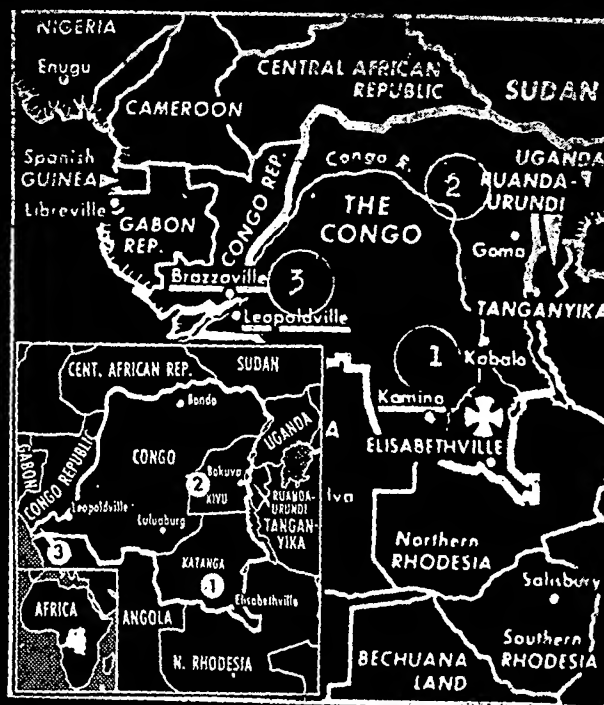 NIGERIA
Enugu
CENTRAL AFRICAN
REPUBLIC
SUDAN
CAMEROON
Spanish
GUINEA
Libreville
GABON
REP.
CONGO REP.
Congo R.
2
UGANDA
RUANDA-
URUNDI
THE
CONGO
Goma
Brazzaville
3
Leopoldville
TANGANYIKA
1
Kabalo
Kamina
ELISABETHVILLE
A
lva
Northern
RHODESIA
Salisbury
Southern
RHODESIA
BECHUANA
LAND
CENT. AFRICAN REP.
SUDAN
Bondo
UGANDA
GABON
CONGO REPUBLIC
CONGO
Bukuvu
2
KIVU
RUANDA-
URUNDI
TANGAN-
YIKA
Leopoldville
Luluaburg
3
KATANGA
1
Elisabethville
AFRICA
ANGOLA
N. RHODESIA